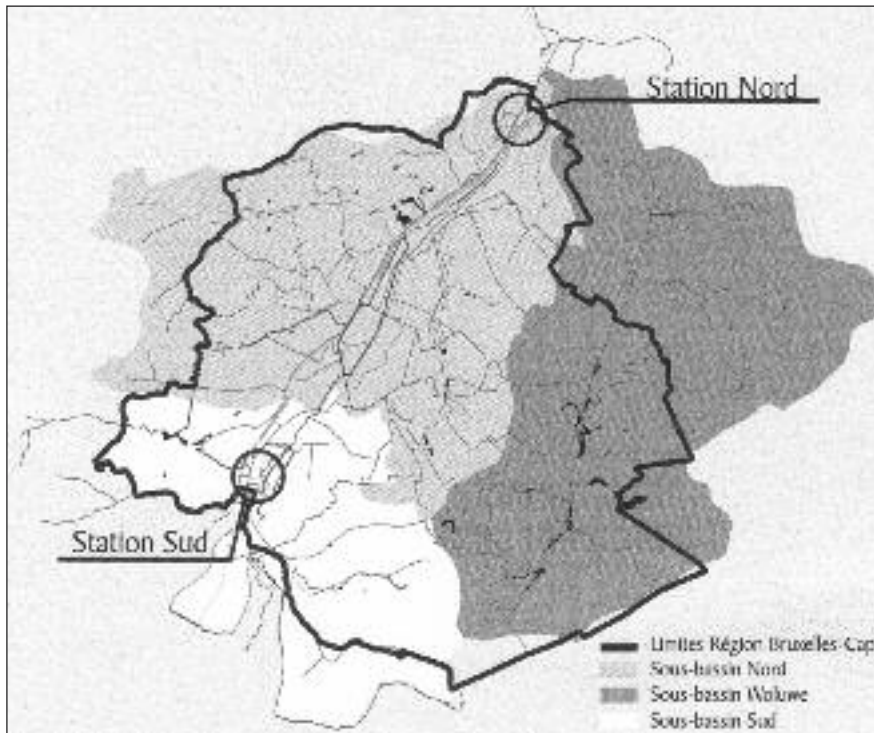 Station Nord
Station Sud
Limites Région Bruxelles-Cap
Sous-bassin Nord
Sous-bassin Woluwe
Sous-bassin Sud